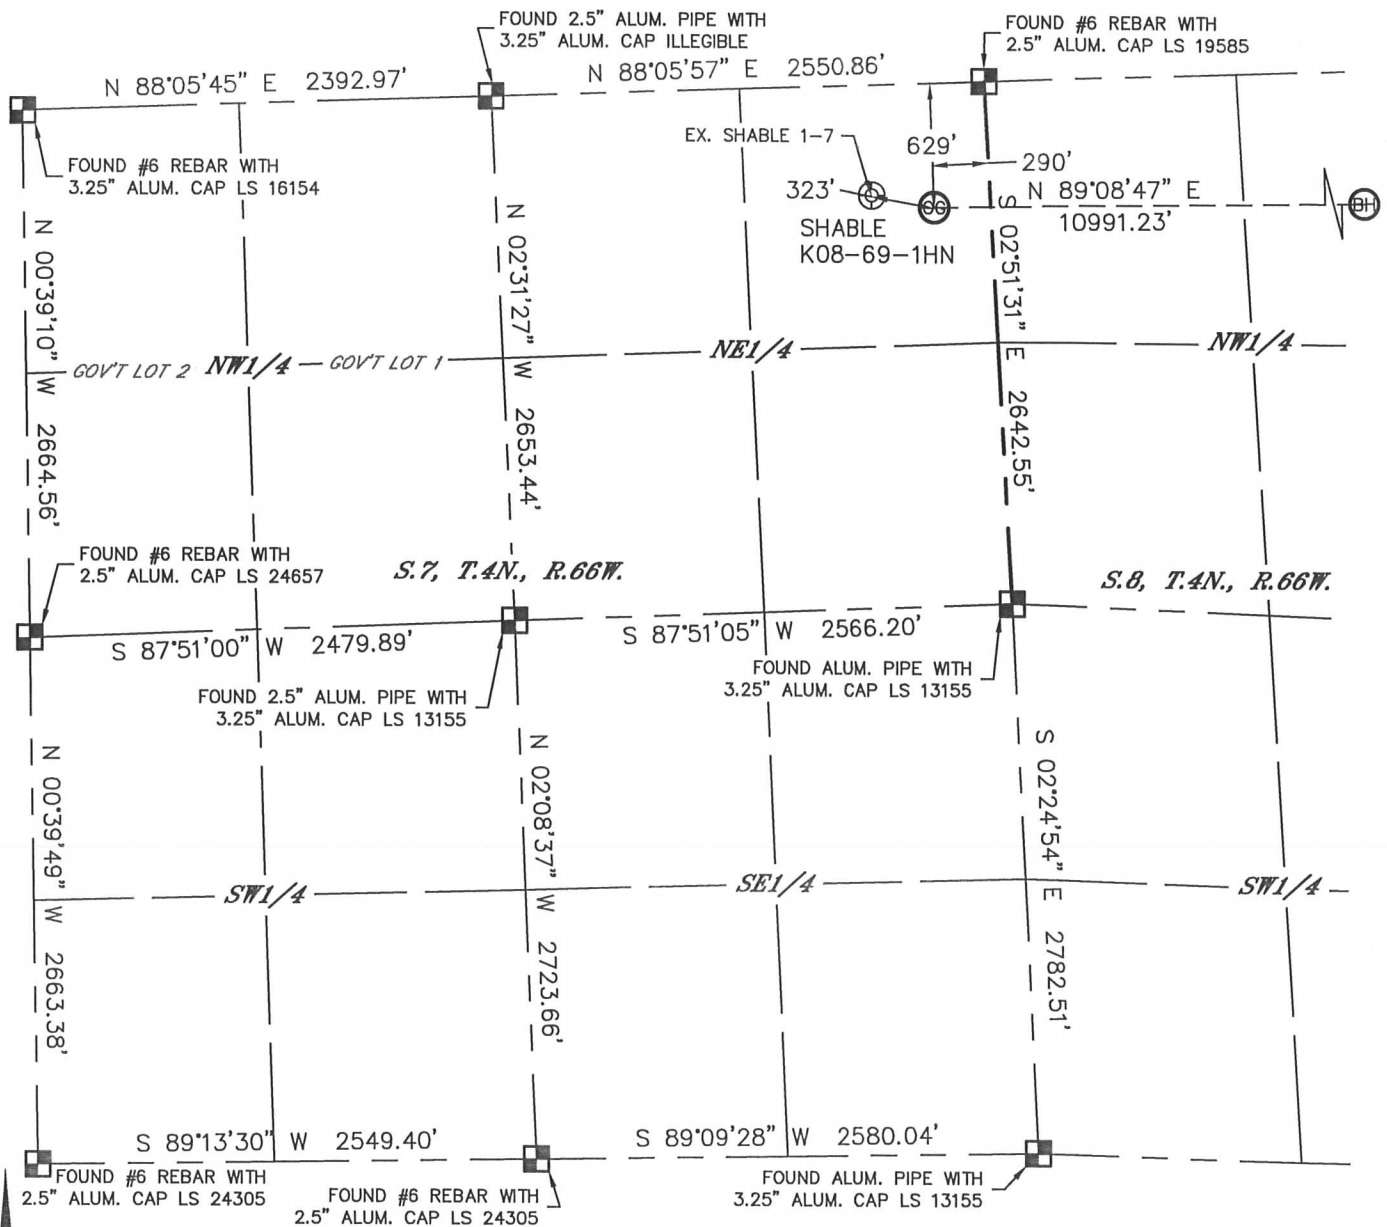 FOUND 2.5" ALUM. PIPE WITH
3.25" ALUM. CAP ILLEGIBLE
FOUND #6 REBAR WITH
2.5" ALUM. CAP LS 19585
N 88°05'45" E 2392.97'
N 88°05'57" E 2550.86'
FOUND #6 REBAR WITH
3.25" ALUM. CAP LS 16154
EX. SHABLE 1-7
629'
290'
323'
OG
SHABLE
K08-69-1HN
N 89°08'47" E
10991.23'
BH
N 00°39'10" W 2664.56'
N 02°31'27" W 2653.44'
S 02°51'31" E 2642.55'
GOV'T LOT 2
NW1/4
GOV'T LOT 1
NE1/4
NW1/4
FOUND #6 REBAR WITH
2.5" ALUM. CAP LS 24657
S.7, T.4N., R.66W.
S.8, T.4N., R.66W.
S 87°51'00" W 2479.89'
S 87°51'05" W 2566.20'
FOUND 2.5" ALUM. PIPE WITH
3.25" ALUM. CAP LS 13155
FOUND ALUM. PIPE WITH
3.25" ALUM. CAP LS 13155
N 00°39'49" W 2663.38'
N 02°08'37" W 2723.66'
S 02°24'54" E 2782.51'
SW1/4
SE1/4
SW1/4
S 89°13'30" W 2549.40'
S 89°09'28" W 2580.04'
FOUND #6 REBAR WITH
2.5" ALUM. CAP LS 24305
FOUND #6 REBAR WITH
2.5" ALUM. CAP LS 24305
FOUND ALUM. PIPE WITH
3.25" ALUM. CAP LS 13155